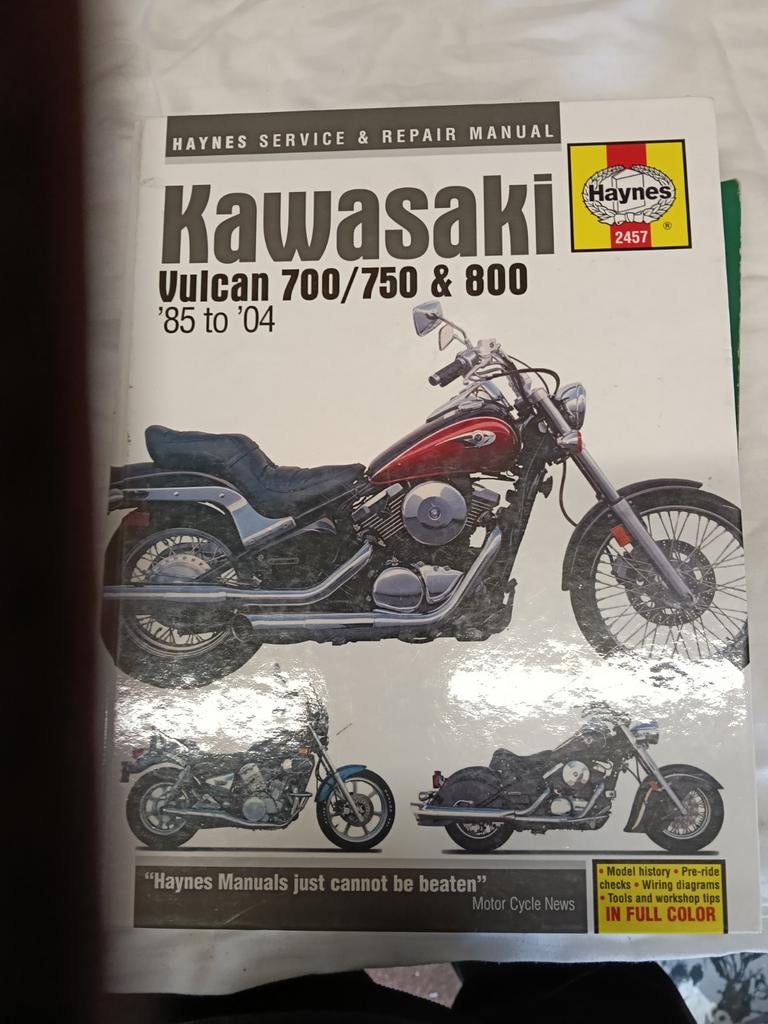 HAYNES SERVICE & REPAIR MANUAL
Kawasaki
Haynes
2457
®
Vulcan 700/750 & 800
'85 to '04
"Haynes Manuals just cannot be beaten"
Motor Cycle News
• Model history • Pre-ride
checks • Wiring diagrams
• Tools and workshop tips
IN FULL COLOR